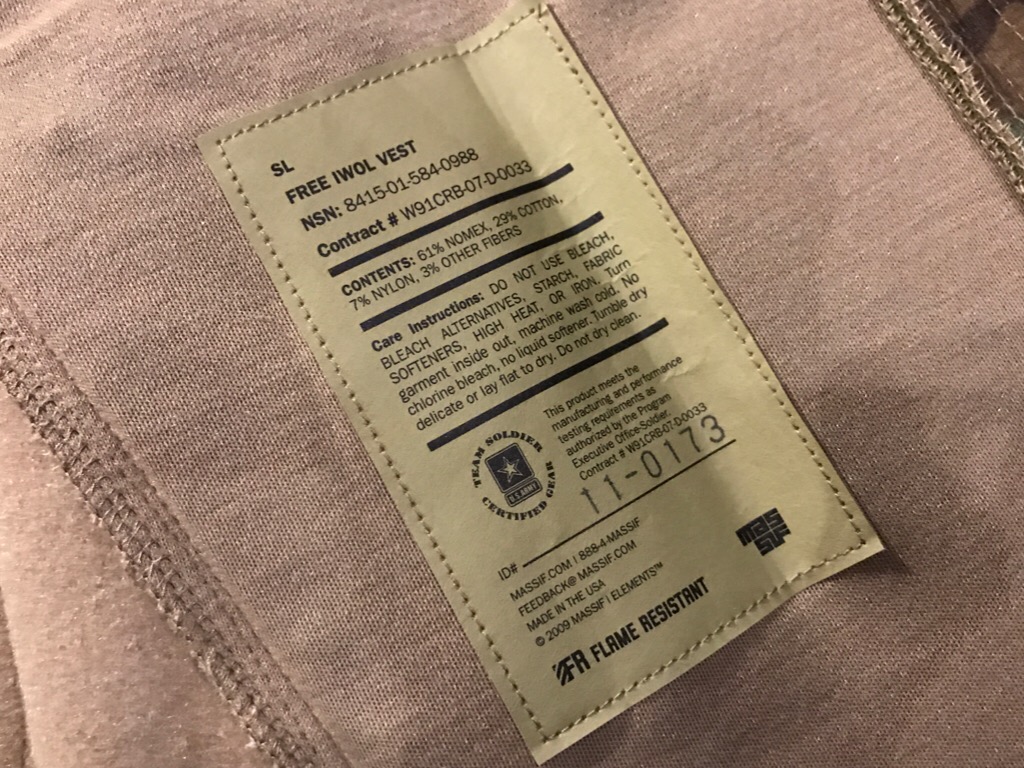 SL
FREE IWOL VEST
NSN: 8415-01-584-0988
Contract # W91CRB-07-D-0033
CONTENTS: 61% NOMEX, 29% COTTON,
7% NYLON, 3% OTHER FIBERS
Care Instructions: DO NOT USE BLEACH,
BLEACH ALTERNATIVES, STARCH, FABRIC
SOFTENERS, HIGH HEAT, OR IRON. Turn
garment inside out, machine wash cold. No
chlorine bleach, no liquid softener. Tumble dry
delicate or lay flat to dry. Do not dry clean.
TEAM SOLDIER
U.S. ARMY
CERTIFIED GEAR
This product meets the
manufacturing and performance
testing requirements as
authorized by the Program
Executive Office-Soldier
Contract # W91CRB-07-D-0033
11-0173
ID#
MASSIF.COM | 888-4-MASSIF
FEEDBACK@MASSIF.COM
MADE IN THE USA
© 2009 MASSIF | ELEMENTS™
FR FLAME RESISTANT
MAS
SIF